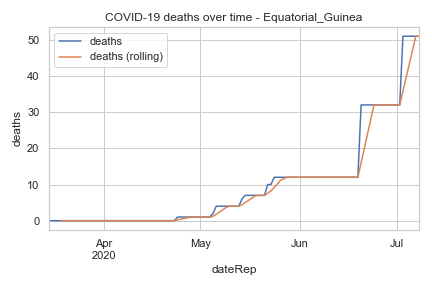 COVID-19 deaths over time - Equatorial_Guinea
deaths
deaths (rolling)
deaths
50
40
30
20
10
0
Apr
2020
May
Jun
Jul
dateRep